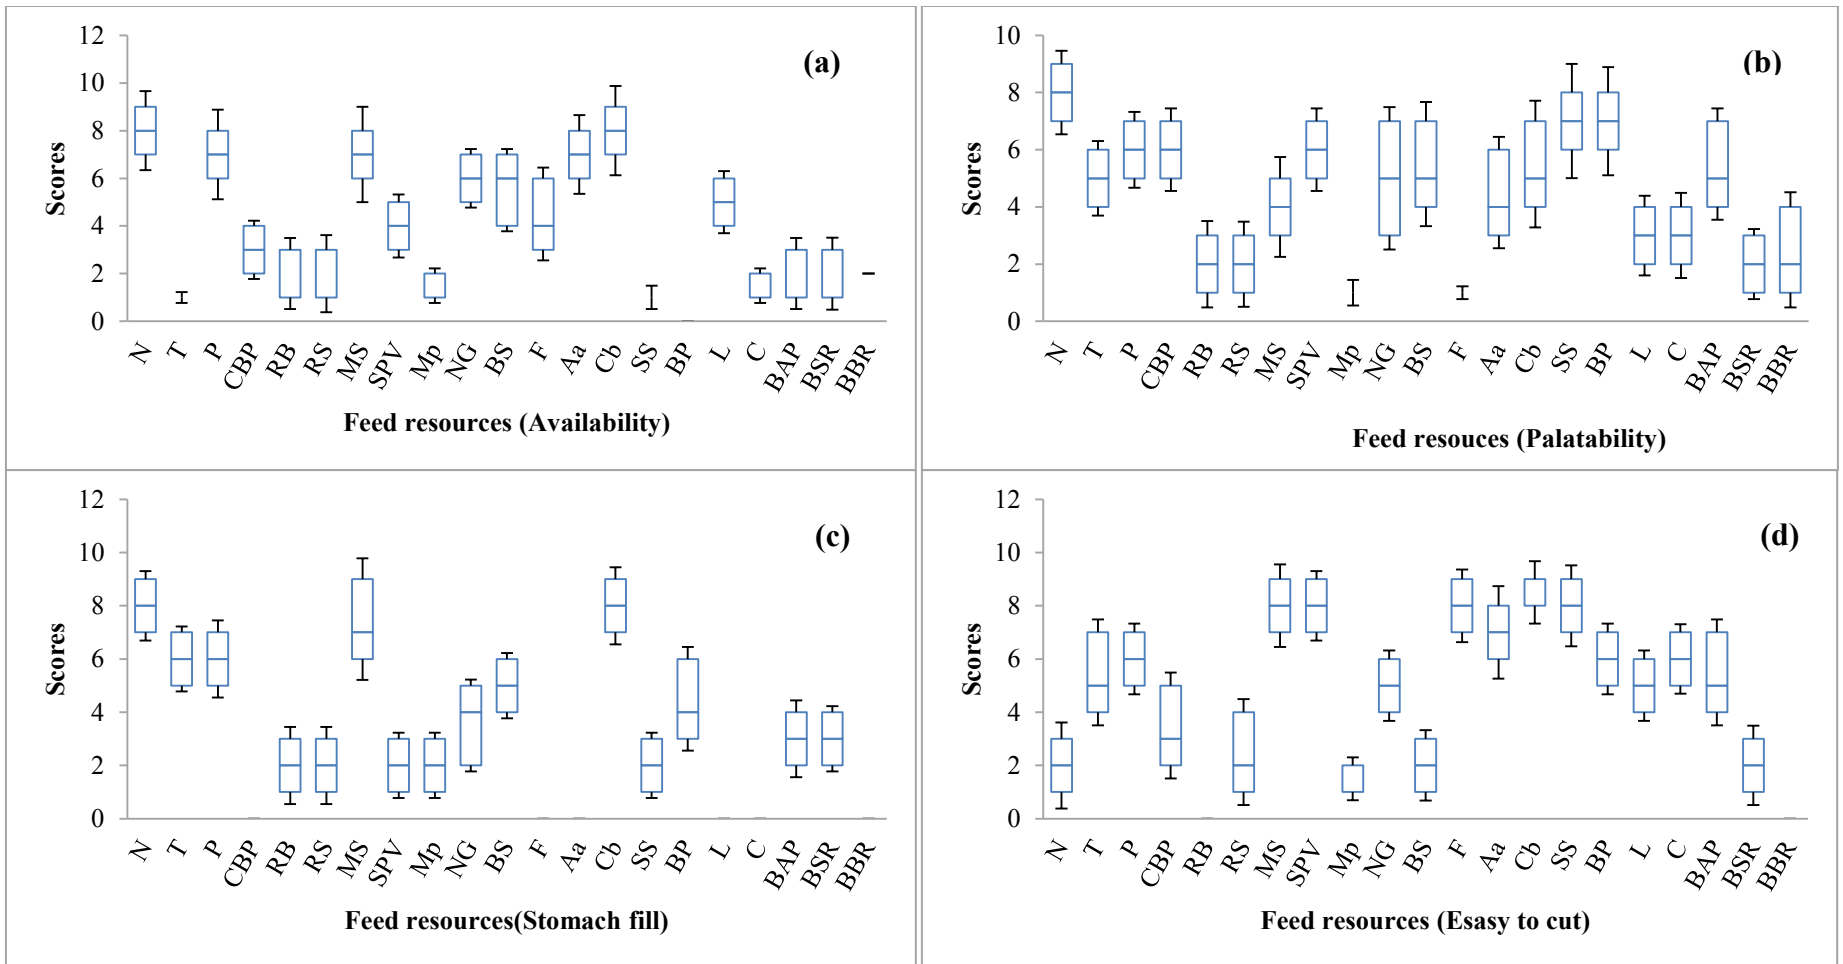 (a)
12
10
8
6
4
2
0
Scores
N T P CBP RB RS MS SPV Mp NG BS F Aa Cb SS BP L C BAP BSR BBR
Feed resources (Availability)
(b)
10
8
6
4
2
0
Scores
N T P CBP RB RS MS SPV Mp NG BS F Aa Cb SS BP L C BAP BSR BBR
Feed resouces (Palatability)
(c)
12
10
8
6
4
2
0
Scores
N T P CBP RB RS MS SPV Mp NG BS F Aa Cb SS BP L C BAP BSR BBR
Feed resources(Stomach fill)
(d)
12
10
8
6
4
2
0
Scores
N T P CBP RB RS MS SPV Mp NG BS F Aa Cb SS BP L C BAP BSR BBR
Feed resources (Esasy to cut)